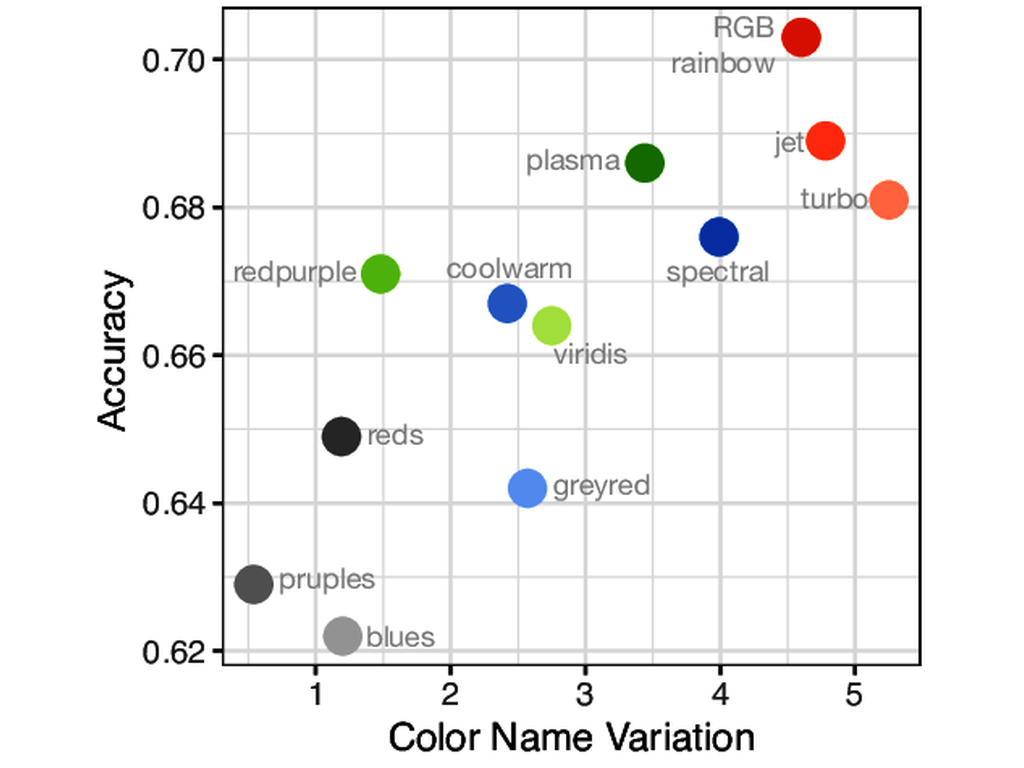 RGB
rainbow
0.70
jet
plasma
turbo
0.68
spectral
coolwarm
redpurple
viridis
0.66
reds
greyred
0.64
pruples
blues
0.62
Accuracy
1 2 3 4 5
Color Name Variation